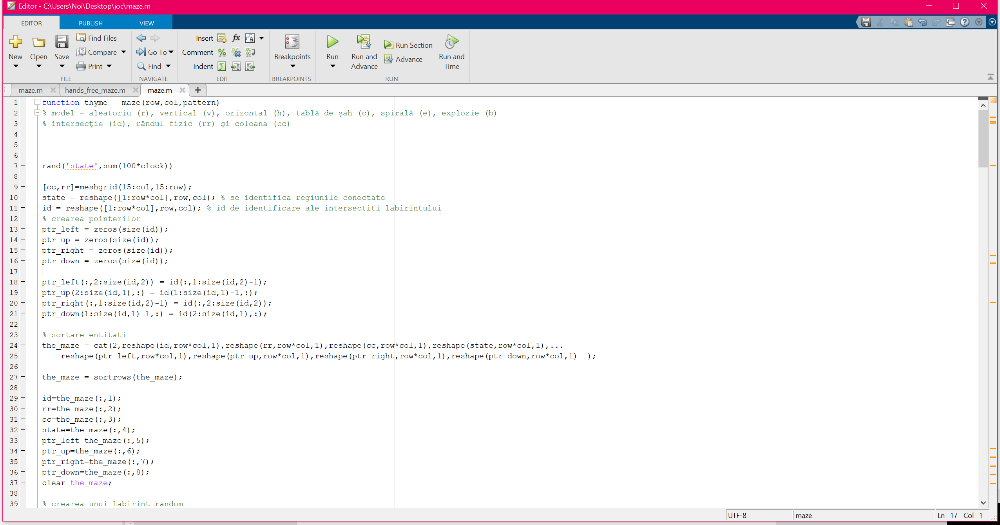 Editor - C:\Users\Noi\Desktop\joc\maze.m
EDITOR PUBLISH VIEW
New Open Save Find Files Compare Print
FILE
Go To Find
NAVIGATE
Insert fx fi
Comment
Indent
EDIT
Breakpoints
BREAKPOINTS
Run Run and Advance Run Section Advance Run and Time
RUN
maze.m hands_free_maze.m maze.m +
1 function thyme = maze(row,col,pattern)
2 % model - aleatoriu (r), vertical (v), orizontal (h), tablă de șah (c), spirală (e), explozie (b)
3 % intersecție (id), rândul fizic (rr) și coloana (cc)
4
5
6
7 rand('state',sum(100*clock))
8
9 [cc,rr]=meshgrid(15:col,15:row);
10 state = reshape([1:row*col],row,col); % se identifica regiunile conectate
11 id = reshape([1:row*col],row,col); % id de identificare ale intersectiti labirintului
12 % crearea pointerilor
13 ptr_left = zeros(size(id));
14 ptr_up = zeros(size(id));
15 ptr_right = zeros(size(id));
16 ptr_down = zeros(size(id));
17
18 ptr_left(:,2:size(id,2)) = id(:,1:size(id,2)-1);
19 ptr_up(2:size(id,1),:) = id(1:size(id,1)-1,:);
20 ptr_right(:,1:size(id,2)-1) = id(:,2:size(id,2));
21 ptr_down(1:size(id,1)-1,:) = id(2:size(id,1),:);
22
23 % sortare entitati
24 the_maze = cat(2,reshape(id,row*col,1),reshape(rr,row*col,1),reshape(cc,row*col,1),reshape(state,row*col,1),...
25 reshape(ptr_left,row*col,1),reshape(ptr_up,row*col,1),reshape(ptr_right,row*col,1),reshape(ptr_down,row*col,1)  );
26
27 the_maze = sortrows(the_maze);
28
29 id=the_maze(:,1);
30 rr=the_maze(:,2);
31 cc=the_maze(:,3);
32 state=the_maze(:,4);
33 ptr_left=the_maze(:,5);
34 ptr_up=the_maze(:,6);
35 ptr_right=the_maze(:,7);
36 ptr_down=the_maze(:,8);
37 clear the_maze;
38
39 % crearea unui labirint random
UTF-8 maze Ln 17 Col 1